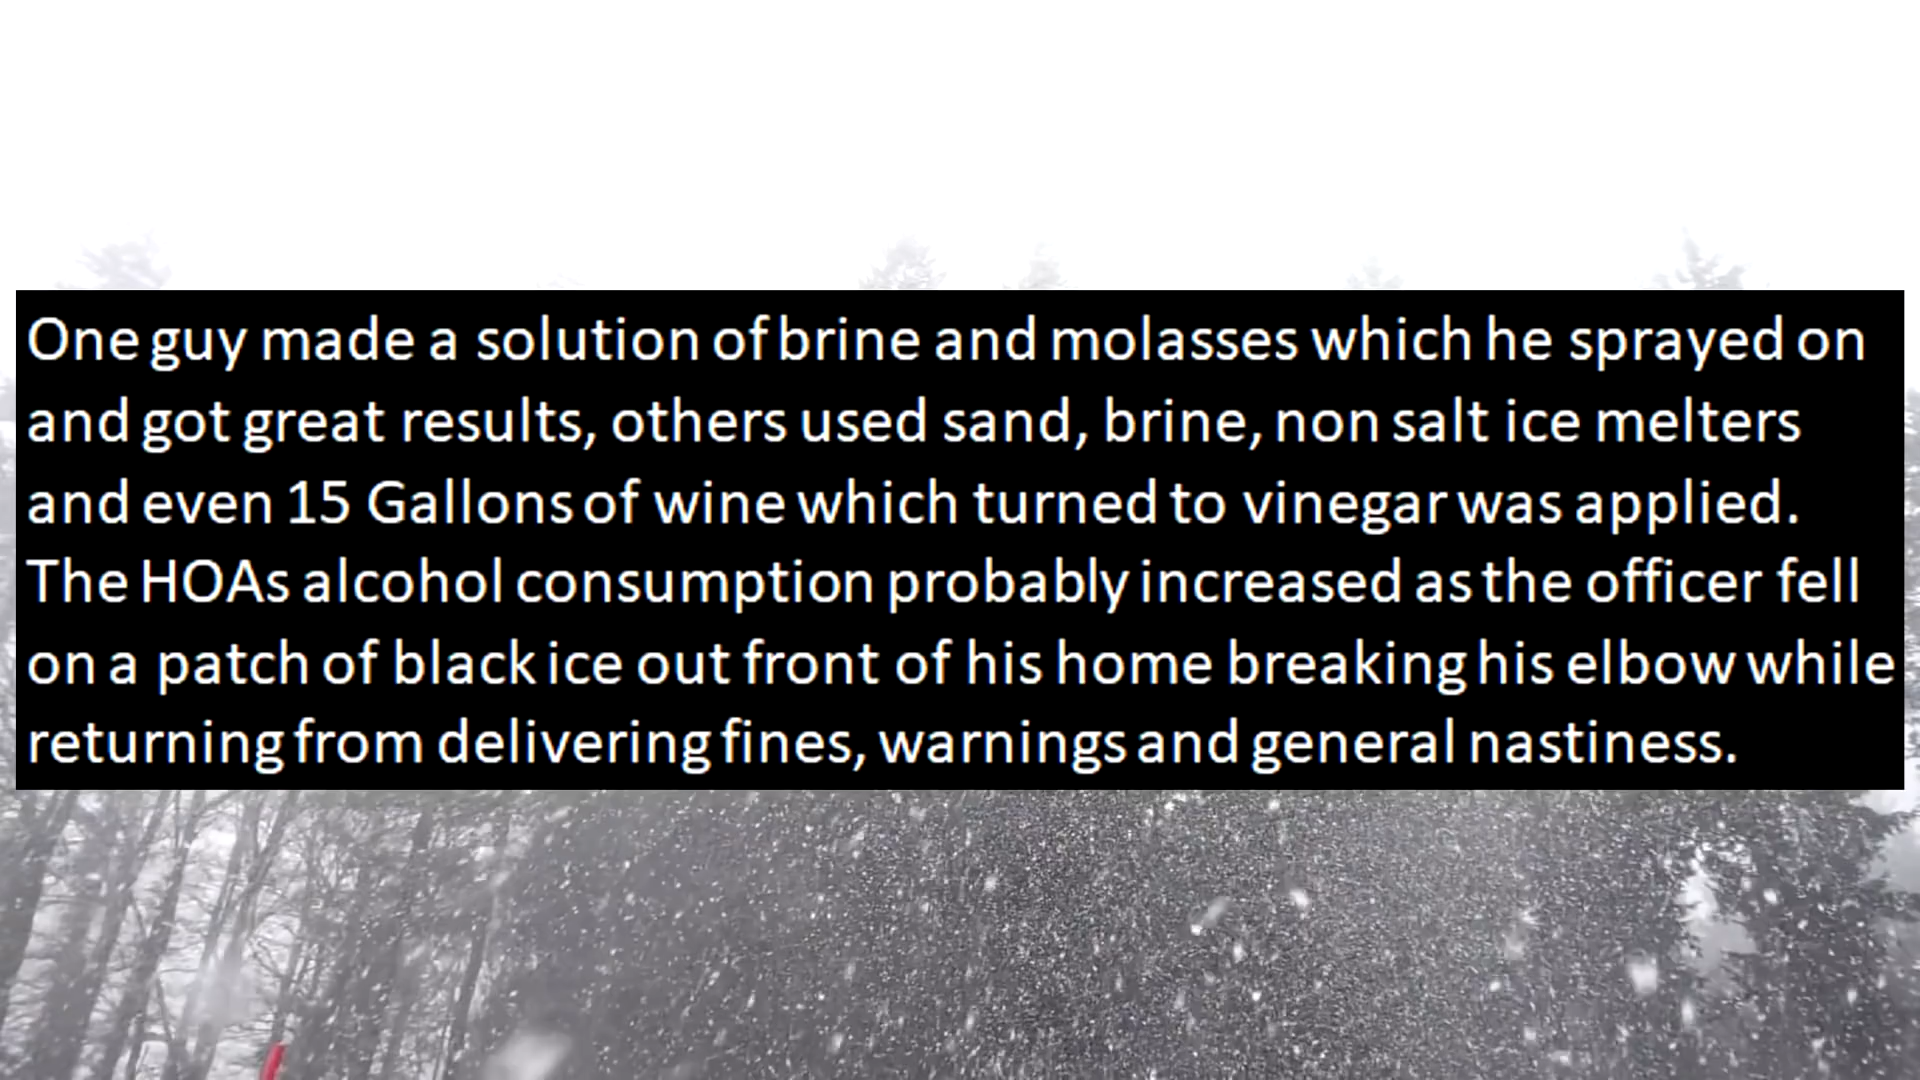 One guy made a solution of brine and molasses which he sprayed on
and got great results, others used sand, brine, non salt ice melters
and even 15 Gallons of wine which turned to vinegar was applied.
The HOAs alcohol consumption probably increased as the officer fell
on a patch of black ice out front of his home breaking his elbow while
returning from delivering fines, warnings and general nastiness.